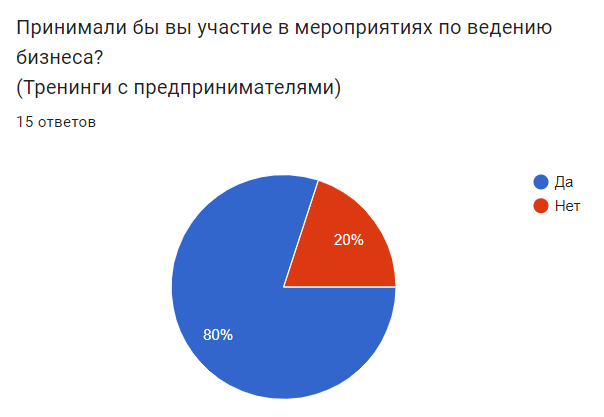 Принимали бы вы участие в мероприятиях по ведению
бизнеса?
(Тренинги с предпринимателями)
15 ответов
Да
Нет
20%
80%